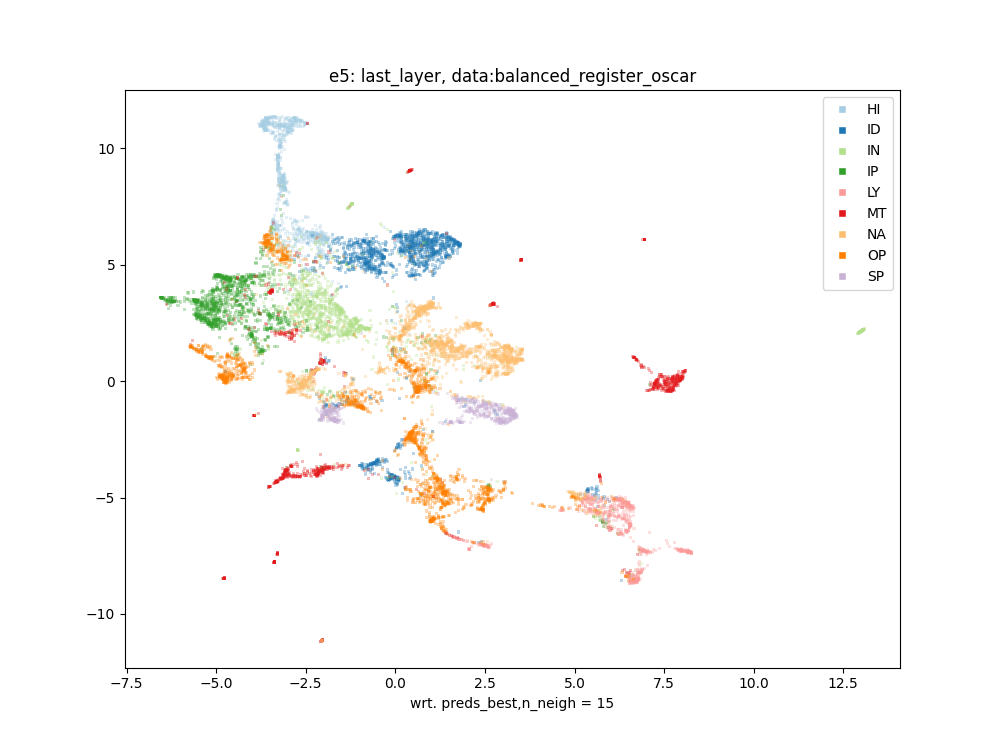 e5: last_layer, data:balanced_register_oscar
HI
ID
IN
IP
LY
MT
NA
OP
SP
10
5
0
−5
−10
−7.5 −5.0 −2.5 0.0 2.5 5.0 7.5 10.0 12.5
wrt. preds_best,n_neigh = 15